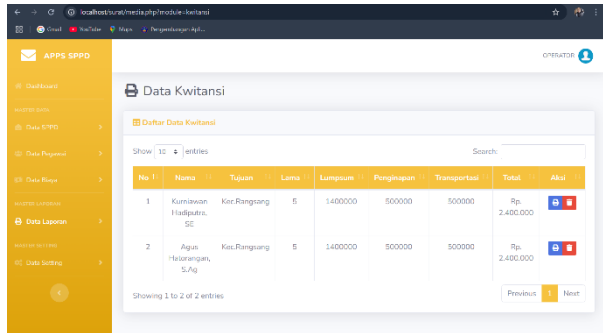 localhost/surat/media.php?module=kwitansi
Gmail YouTube Maps Pengembangan Apli...
APPS SPPD
OPERATOR
Dashboard
MASTER DATA
Data SPPD
Data Pegawai
Data Biaya
MASTER LAPORAN
Data Laporan
MASTER SETTING
Data Setting
Data Kwitansi
Daftar Data Kwitansi
Show 10 entries
Search:
No Nama Tujuan Lama Lumpsum Penginapan Transportasi Total Aksi
1 Kurniawan Kec.Rangsang 5 1400000 500000 500000 Rp.
Hadiputra, 2.400.000
SE
2 Agus Kec.Rangsang 5 1400000 500000 500000 Rp.
Hatorangan, 2.400.000
S.Ag
Showing 1 to 2 of 2 entries
Previous 1 Next